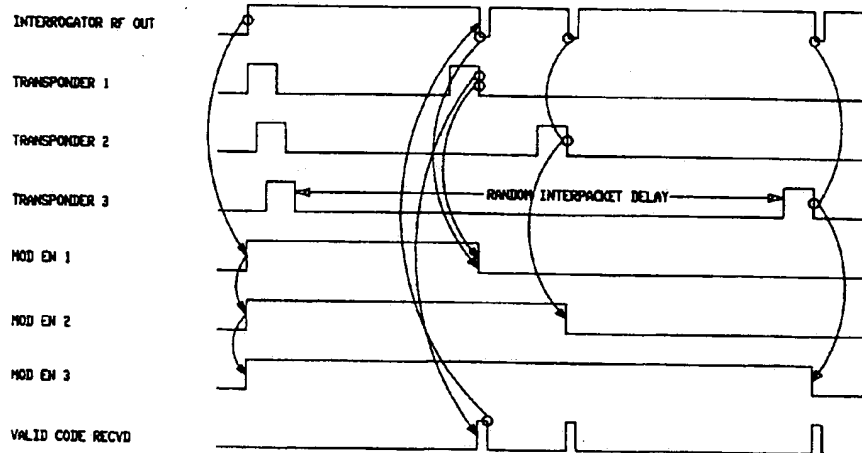 INTERROGATOR RF OUT
TRANSPONDER 1
TRANSPONDER 2
TRANSPONDER 3
RANDOM INTERPACKET DELAY
MOD EN 1
MOD EN 2
MOD EN 3
VALID CODE RECVD